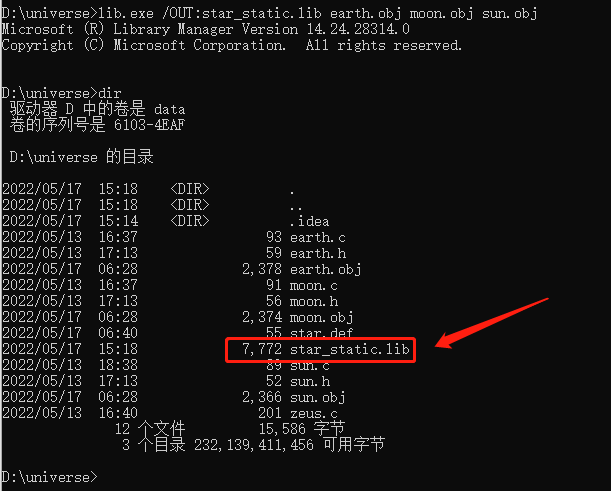 D:\universe>lib.exe /OUT:star_static.lib earth.obj moon.obj sun.obj
Microsoft (R) Library Manager Version 14.24.28314.0
Copyright (C) Microsoft Corporation.  All rights reserved.
D:\universe>dir
驱动器 D 中的卷是 data
卷的序列号是 6103-4EAF
D:\universe 的目录
2022/05/17  15:18    <DIR>          .
2022/05/17  15:18    <DIR>          ..
2022/05/17  15:14    <DIR>          .idea
2022/05/13  16:37                93 earth.c
2022/05/13  17:13                59 earth.h
2022/05/17  06:28             2,378 earth.obj
2022/05/13  16:37                91 moon.c
2022/05/13  17:13                56 moon.h
2022/05/17  06:28             2,374 moon.obj
2022/05/17  06:40                55 star.def
2022/05/17  15:18             7,772 star_static.lib
2022/05/13  18:38                89 sun.c
2022/05/13  17:13                52 sun.h
2022/05/17  06:28             2,366 sun.obj
2022/05/13  16:40               201 zeus.c
12 个文件         15,586 字节
3 个目录 232,139,411,456 可用字节
D:\universe>